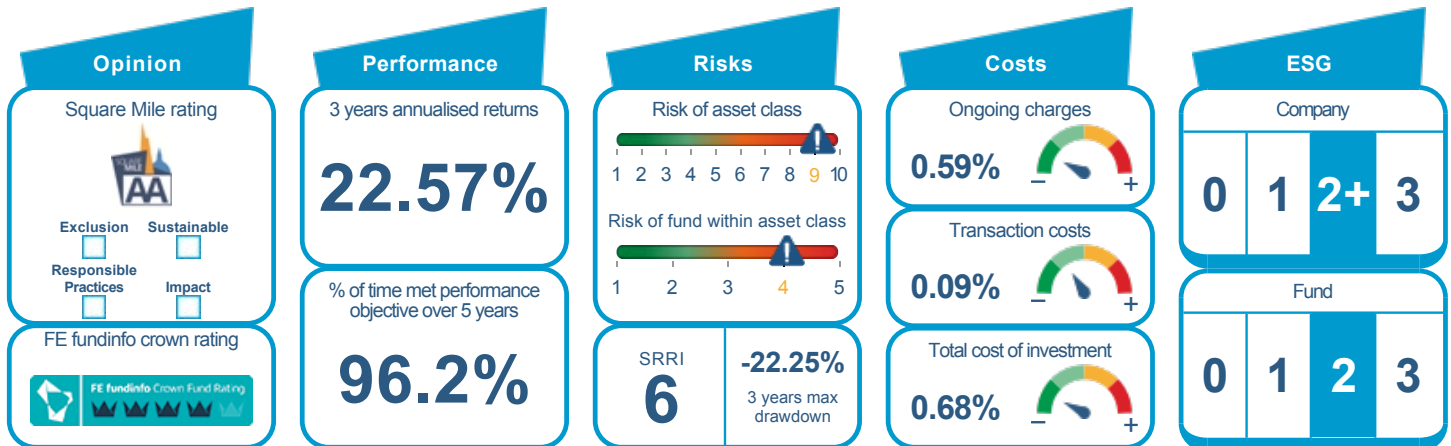 Opinion
Square Mile rating
SQUARE
MILE
AA
Exclusion Sustainable
Responsible
Practices Impact
FE fundinfo crown rating
FE fundinfo Crown Fund Rating
Performance
3 years annualised returns
22.57%
% of time met performance
objective over 5 years
96.2%
Risks
Risk of asset class
1 2 3 4 5 6 7 8 9 10
Risk of fund within asset class
1 2 3 4 5
SRRI
6
-22.25%
3 years max
drawdown
Costs
Ongoing charges
0.59%
− +
Transaction costs
0.09%
− +
Total cost of investment
0.68%
− +
ESG
Company
0 1 2+ 3
Fund
0 1 2 3